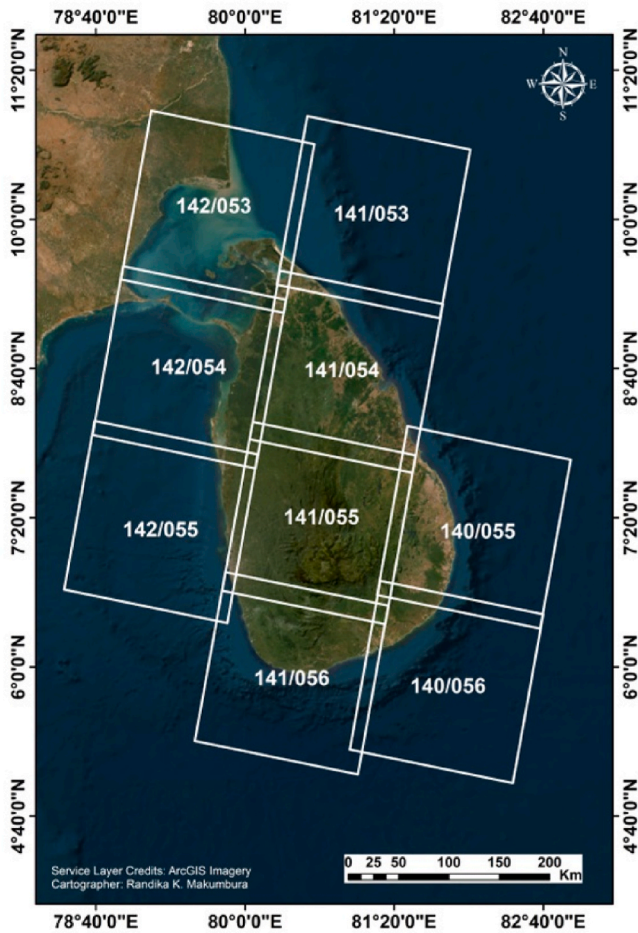 78°40'0"E 80°0'0"E 81°20'0"E 82°40'0"E
11°20'0"N 11°20'0"N
N
W E
S
142/053 141/053
10°0'0"N 10°0'0"N
142/054 141/054
8°40'0"N 8°40'0"N
142/055 141/055 140/055
7°20'0"N 7°20'0"N
141/056 140/056
6°0'0"N 6°0'0"N
4°40'0"N 4°40'0"N
0 25 50 100 150 200
Km
Service Layer Credits: ArcGIS Imagery
Cartographer: Randika K. Makumbura
78°40'0"E 80°0'0"E 81°20'0"E 82°40'0"E